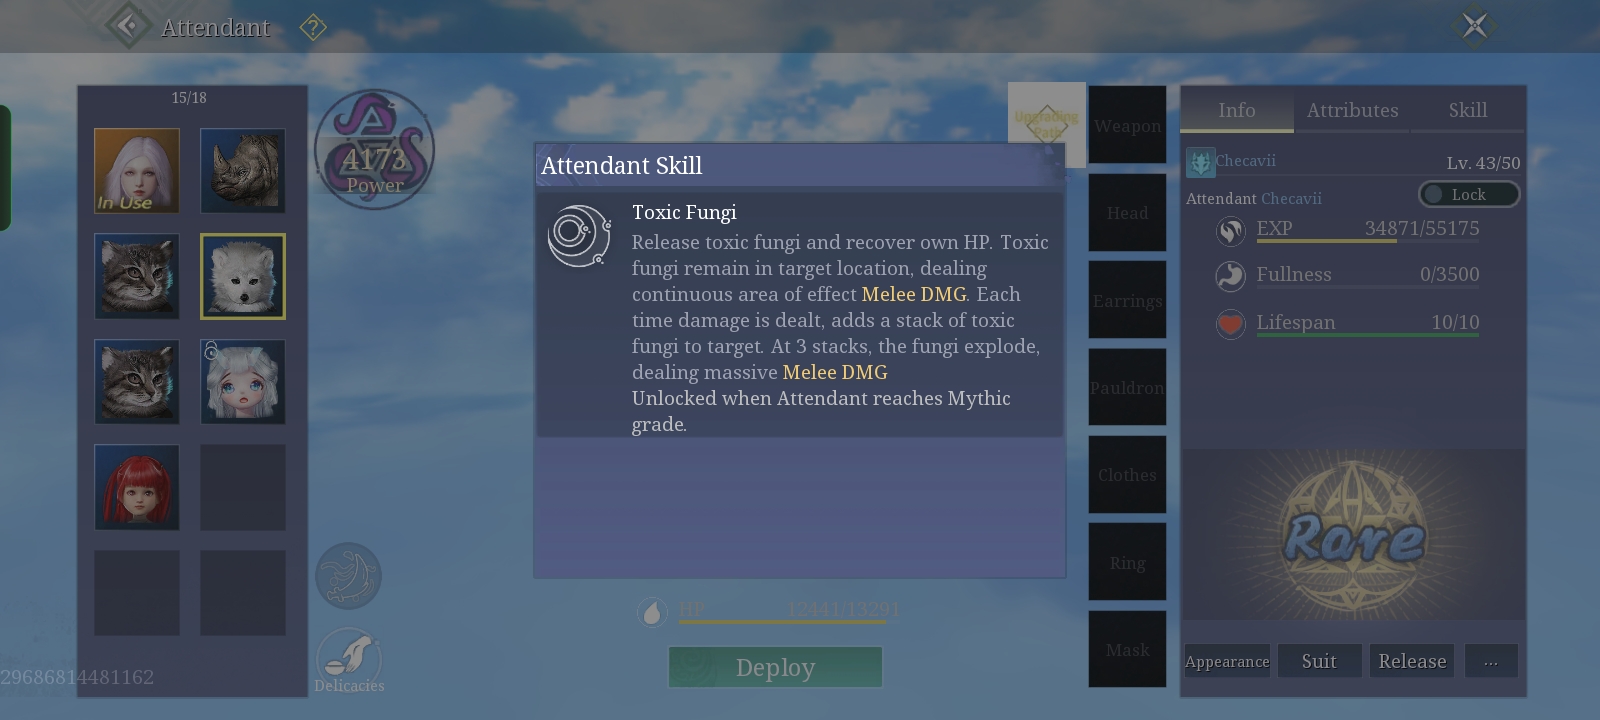 Attendant
?
15/18
In Use
4173
Power
Delicacies
29686814481162
Upgrading
Path
Attendant Skill
Toxic Fungi
Release toxic fungi and recover own HP. Toxic
fungi remain in target location, dealing
continuous area of effect Melee DMG. Each
time damage is dealt, adds a stack of toxic
fungi to target. At 3 stacks, the fungi explode,
dealing massive Melee DMG
Unlocked when Attendant reaches Mythic
grade.
HP 12441/13291
Deploy
Weapon
Head
Earrings
Pauldron
Clothes
Ring
Mask
Info Attributes Skill
Checavii Lv. 43/50
Attendant Checavii Lock
EXP 34871/55175
Fullness 0/3500
Lifespan 10/10
Rare
Appearance Suit Release ...